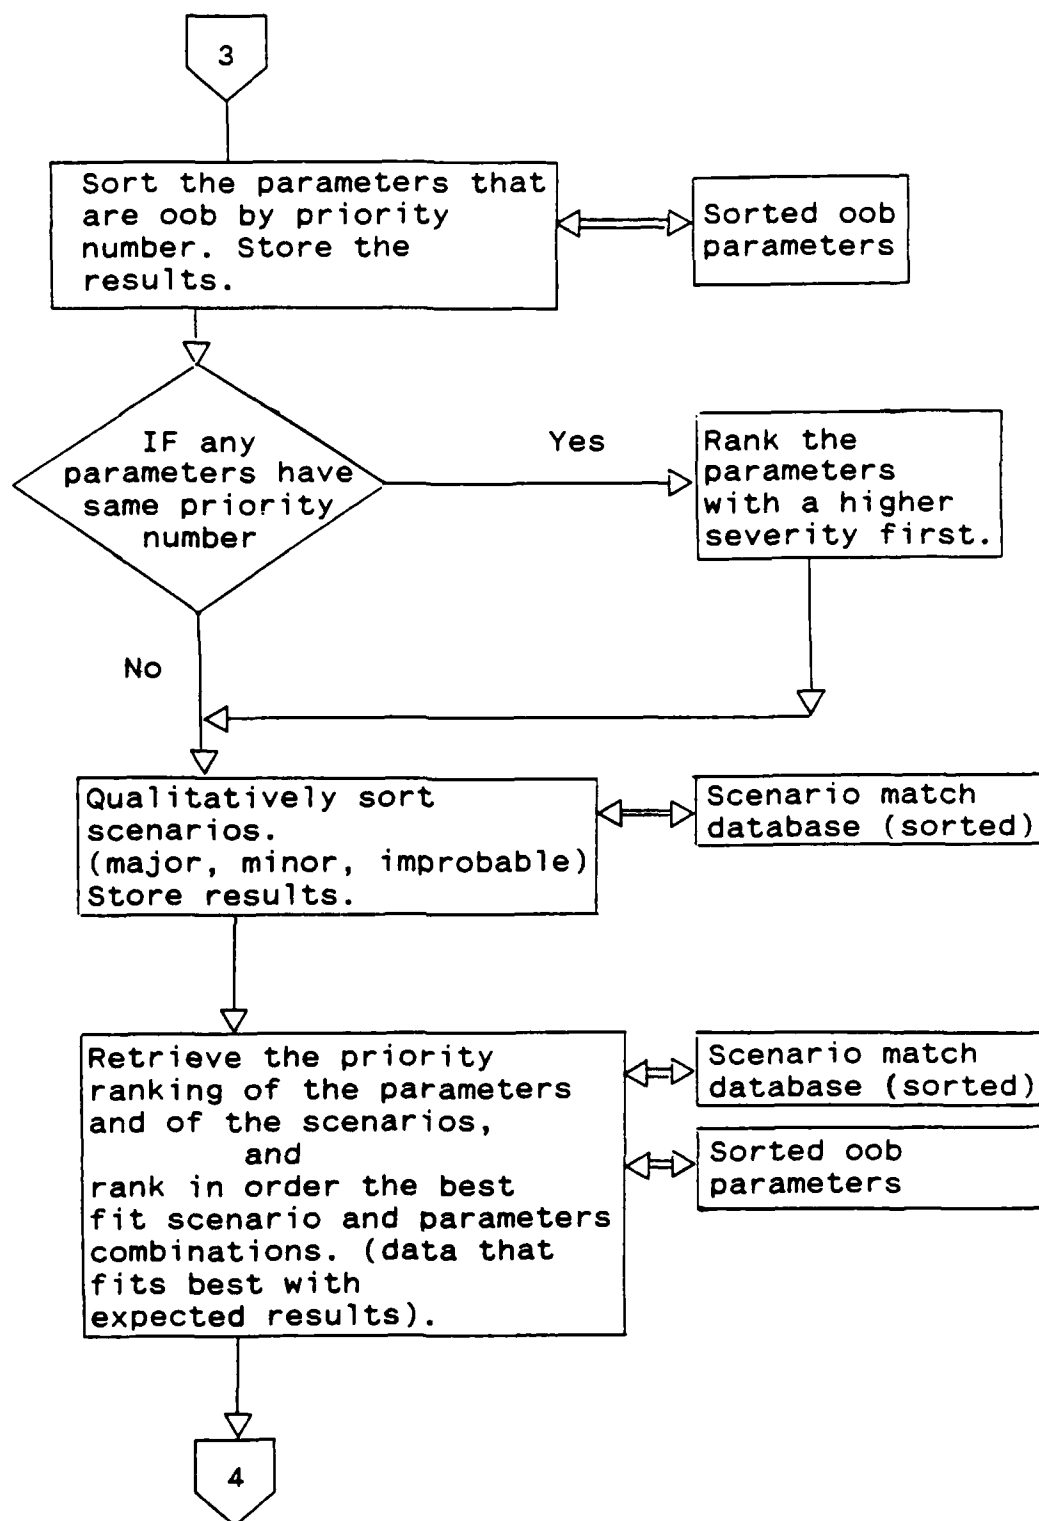 3
Sort the parameters that
are oob by priority
number. Store the
results.
Sorted oob
parameters
IF any
parameters have
same priority
number
Yes
Rank the
parameters
with a higher
severity first.
No
Qualitatively sort
scenarios.
(major, minor, improbable)
Store results.
Scenario match
database (sorted)
Retrieve the priority
ranking of the parameters
and of the scenarios,
and
rank in order the best
fit scenario and parameters
combinations. (data that
fits best with
expected results).
Scenario match
database (sorted)
Sorted oob
parameters
4